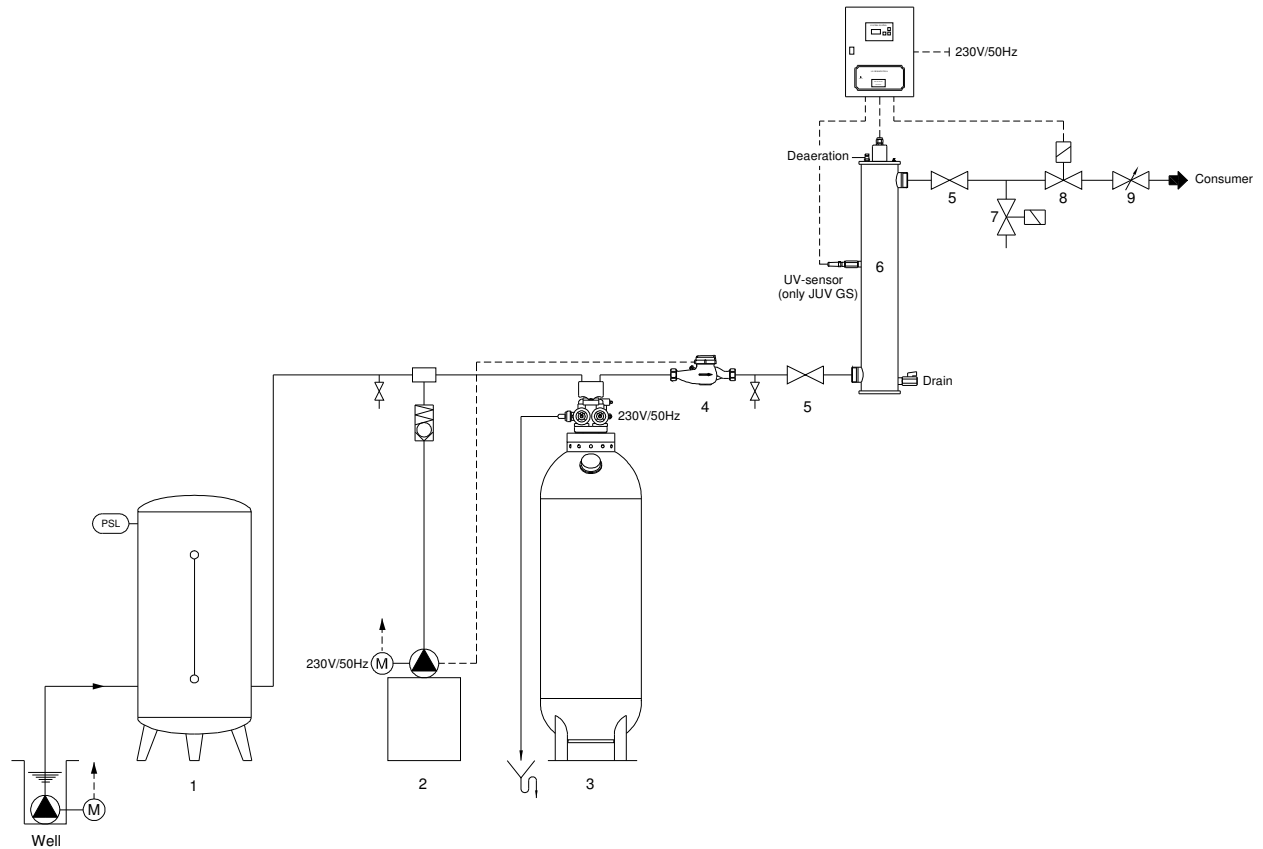 230V/50Hz
Deaeration
Consumer
5
8
9
7
6
UV-sensor
(only JUV GS)
Drain
4
5
230V/50Hz
PSL
230V/50Hz
M
1
2
3
M
Well